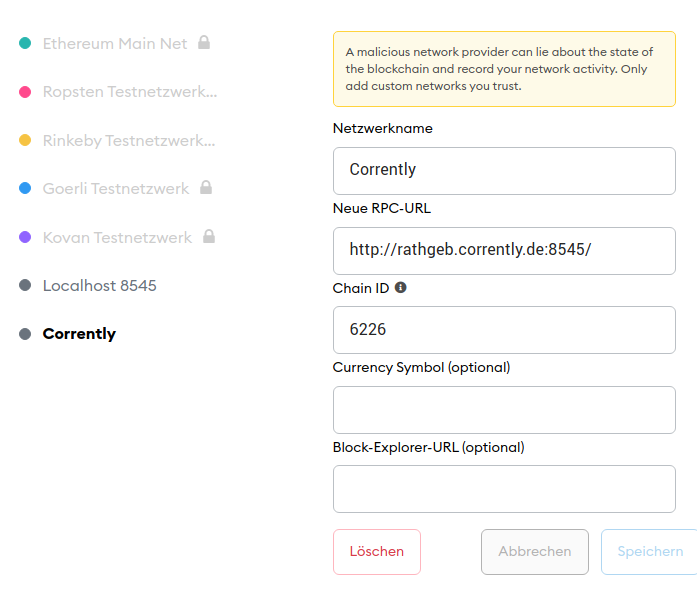 Ethereum Main Net
Ropsten Testnetzwerk...
Rinkeby Testnetzwerk...
Goerli Testnetzwerk
Kovan Testnetzwerk
Localhost 8545
Corrently
A malicious network provider can lie about the state of
the blockchain and record your network activity. Only
add custom networks you trust.
Netzwerkname
Corrently
Neue RPC-URL
http://rathgeb.corrently.de:8545/
Chain ID
6226
Currency Symbol (optional)
Block-Explorer-URL (optional)
Löschen
Abbrechen
Speichern